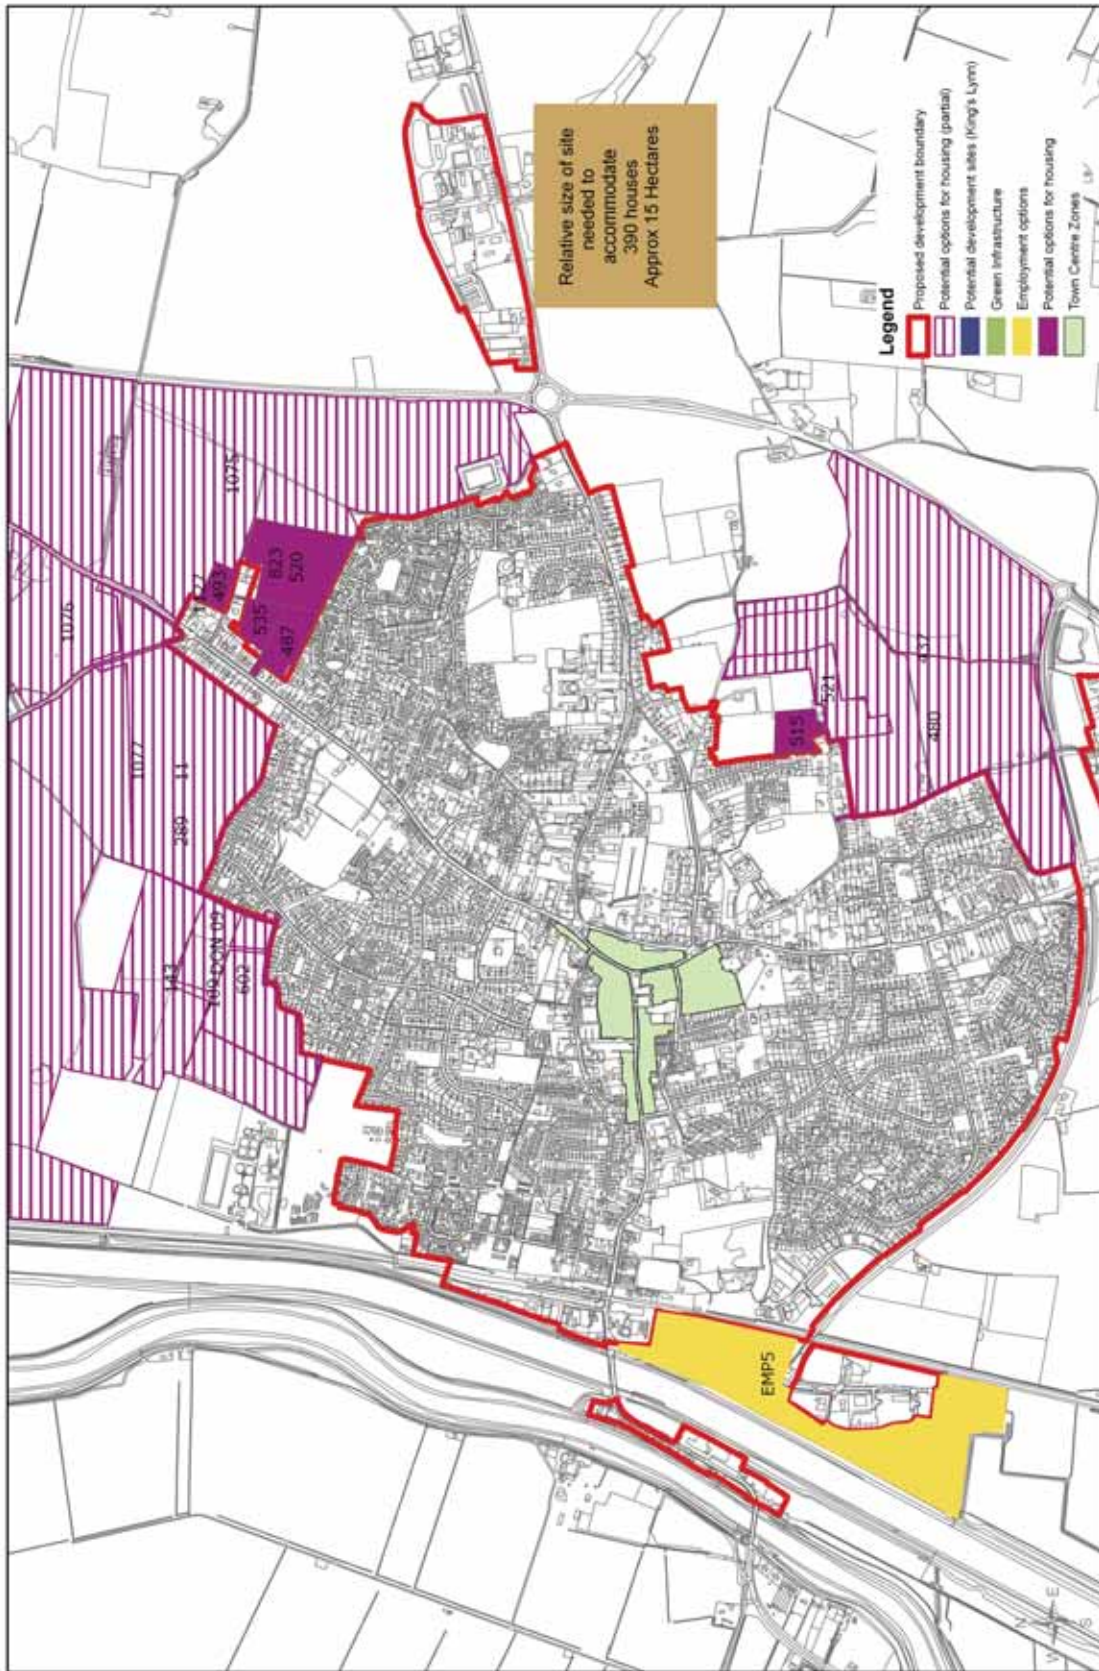 1076
1077
11
289
143
109
DON 09
602
1075
493
823
520
535
487
Relative size of site
needed to
accommodate
390 houses
Approx 15 Hectares
515
521
437
480
EMP5
Legend
Proposed development boundary
Potential options for housing (partial)
Potential development sites (King's Lynn)
Green Infrastructure
Employment options
Potential options for housing
Town Centre Zones
N
E
S
W